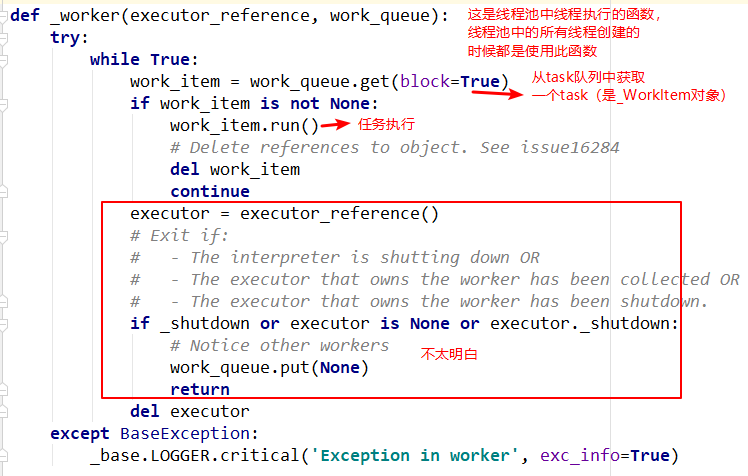 def _worker(executor_reference, work_queue):
这是线程池中线程执行的函数，
线程池中的所有线程创建的
时候都是使用此函数
    try:
        while True:
            work_item = work_queue.get(block=True)
从task队列中获取
一个task（是_WorkItem对象）
            if work_item is not None:
                work_item.run()
任务执行
                # Delete references to object. See issue16284
                del work_item
                continue
            executor = executor_reference()
            # Exit if:
            #   - The interpreter is shutting down OR
            #   - The executor that owns the worker has been collected OR
            #   - The executor that owns the worker has been shutdown.
            if _shutdown or executor is None or executor._shutdown:
                # Notice other workers
                work_queue.put(None)
不太明白
                return
            del executor
    except BaseException:
        _base.LOGGER.critical('Exception in worker', exc_info=True)